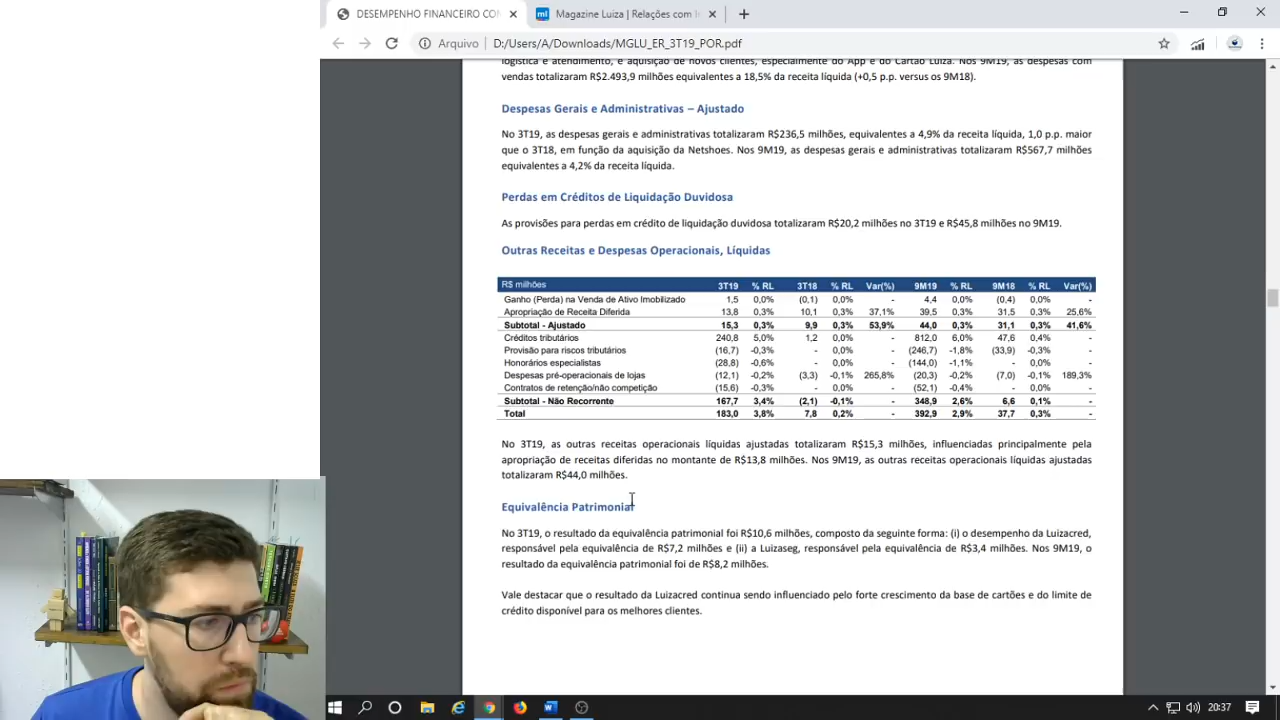 DESEMPENHO FINANCEIRO CON
Magazine Luiza | Relações com I
Arquivo D:/Users/A/Downloads/MGLU_ER_3T19_POR.pdf
logística e atendimento, e aquisição de novos clientes, especialmente do App e do Cartão Luiza. Nos 9M19, as despesas com
vendas totalizaram R$2.493,9 milhões equivalentes a 18,5% da receita líquida (+0,5 p.p. versus os 9M18).
Despesas Gerais e Administrativas – Ajustado
No 3T19, as despesas gerais e administrativas totalizaram R$236,5 milhões, equivalentes a 4,9% da receita líquida, 1,0 p.p. maior
que o 3T18, em função da aquisição da Netshoes. Nos 9M19, as despesas gerais e administrativas totalizaram R$567,7 milhões
equivalentes a 4,2% da receita líquida.
Perdas em Créditos de Liquidação Duvidosa
As provisões para perdas em crédito de liquidação duvidosa totalizaram R$20,2 milhões no 3T19 e R$45,8 milhões no 9M19.
Outras Receitas e Despesas Operacionais, Líquidas
R$ milhões 3T19 % RL 3T18 % RL Var(%) 9M19 % RL 9M18 % RL Var(%)
Ganho (Perda) na Venda de Ativo Imobilizado 1,5 0,0% (0,1) 0,0% - 4,4 0,0% (0,4) 0,0% -
Apropriação de Receita Diferida 13,8 0,3% 10,1 0,3% 37,1% 39,5 0,3% 31,5 0,3% 25,6%
Subtotal - Ajustado 15,3 0,3% 9,9 0,3% 53,9% 44,0 0,3% 31,1 0,3% 41,6%
Créditos tributários 240,8 5,0% 1,2 0,0% - 812,0 6,0% 47,6 0,4% -
Provisão para riscos tributários (16,7) -0,3% - 0,0% - (246,7) -1,8% (33,9) -0,3% -
Honorários especialistas (28,8) -0,6% - 0,0% - (144,0) -1,1% - 0,0% -
Despesas pré-operacionais de lojas (12,1) -0,2% (3,3) -0,1% 265,8% (20,3) -0,2% (7,0) -0,1% 189,3%
Contratos de retenção/não competição (15,6) -0,3% - 0,0% - (52,1) -0,4% - 0,0% -
Subtotal - Não Recorrente 167,7 3,4% (2,1) -0,1% - 348,9 2,6% 6,6 0,1% -
Total 183,0 3,8% 7,8 0,2% - 392,9 2,9% 37,7 0,3% -
No 3T19, as outras receitas operacionais líquidas ajustadas totalizaram R$15,3 milhões, influenciadas principalmente pela
apropriação de receitas diferidas no montante de R$13,8 milhões. Nos 9M19, as outras receitas operacionais líquidas ajustadas
totalizaram R$44,0 milhões.
Equivalência Patrimonial
No 3T19, o resultado da equivalência patrimonial foi R$10,6 milhões, composto da seguinte forma: (i) o desempenho da Luizacred,
responsável pela equivalência de R$7,2 milhões e (ii) a Luizaseg, responsável pela equivalência de R$3,4 milhões. Nos 9M19, o
resultado da equivalência patrimonial foi de R$8,2 milhões.
Vale destacar que o resultado da Luizacred continua sendo influenciado pelo forte crescimento da base de cartões e do limite de
crédito disponível para os melhores clientes.
20:37